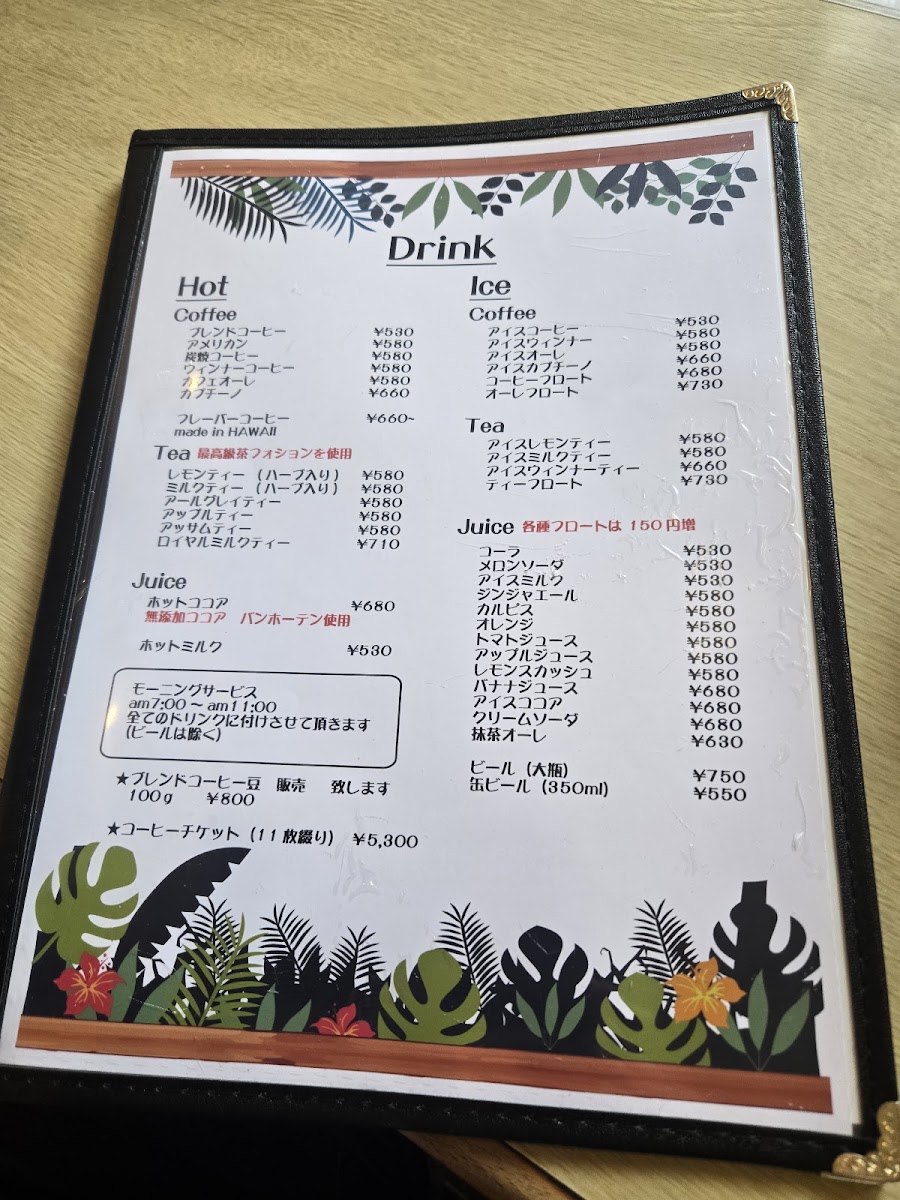 Drink
Hot
Coffee
ブレンドコーヒー ¥530
アメリカン ¥580
炭焼コーヒー ¥580
ウィンナーコーヒー ¥580
カフェオーレ ¥580
カプチーノ ¥660
フレーバーコーヒー ¥660~
made in HAWAII
Tea 最高級茶フォションを使用
レモンティー (ハーブ入り) ¥580
ミルクティー (ハーブ入り) ¥580
アールグレイティー ¥580
アップルティー ¥580
アッサムティー ¥580
ロイヤルミルクティー ¥710
Juice
ホットココア ¥680
無添加ココア バンホーテン使用
ホットミルク ¥530
モーニングサービス
am7:00～am11:00
全てのドリンクに付けさせて頂きます
(ビールは除く)
★ブレンドコーヒー豆 販売 致します
100g ¥800
★コーヒーチケット (11枚綴り) ¥5,300
Ice
Coffee
アイスコーヒー ¥530
アイスウィンナー ¥580
アイスオーレ ¥580
アイスカプチーノ ¥660
コーヒーフロート ¥680
オーレフロート ¥730
Tea
アイスレモンティー ¥580
アイスミルクティー ¥580
アイスウィンナーティー ¥660
ティーフロート ¥730
Juice 各種フロートは 150円増
コーラ ¥530
メロンソーダ ¥530
アイスミルク ¥530
ジンジャエール ¥580
カルピス ¥580
オレンジ ¥580
トマトジュース ¥580
アップルジュース ¥580
レモンスカッシュ ¥580
バナナジュース ¥680
アイスココア ¥680
クリームソーダ ¥680
抹茶オーレ ¥630
ビール (大瓶) ¥750
缶ビール (350ml) ¥550